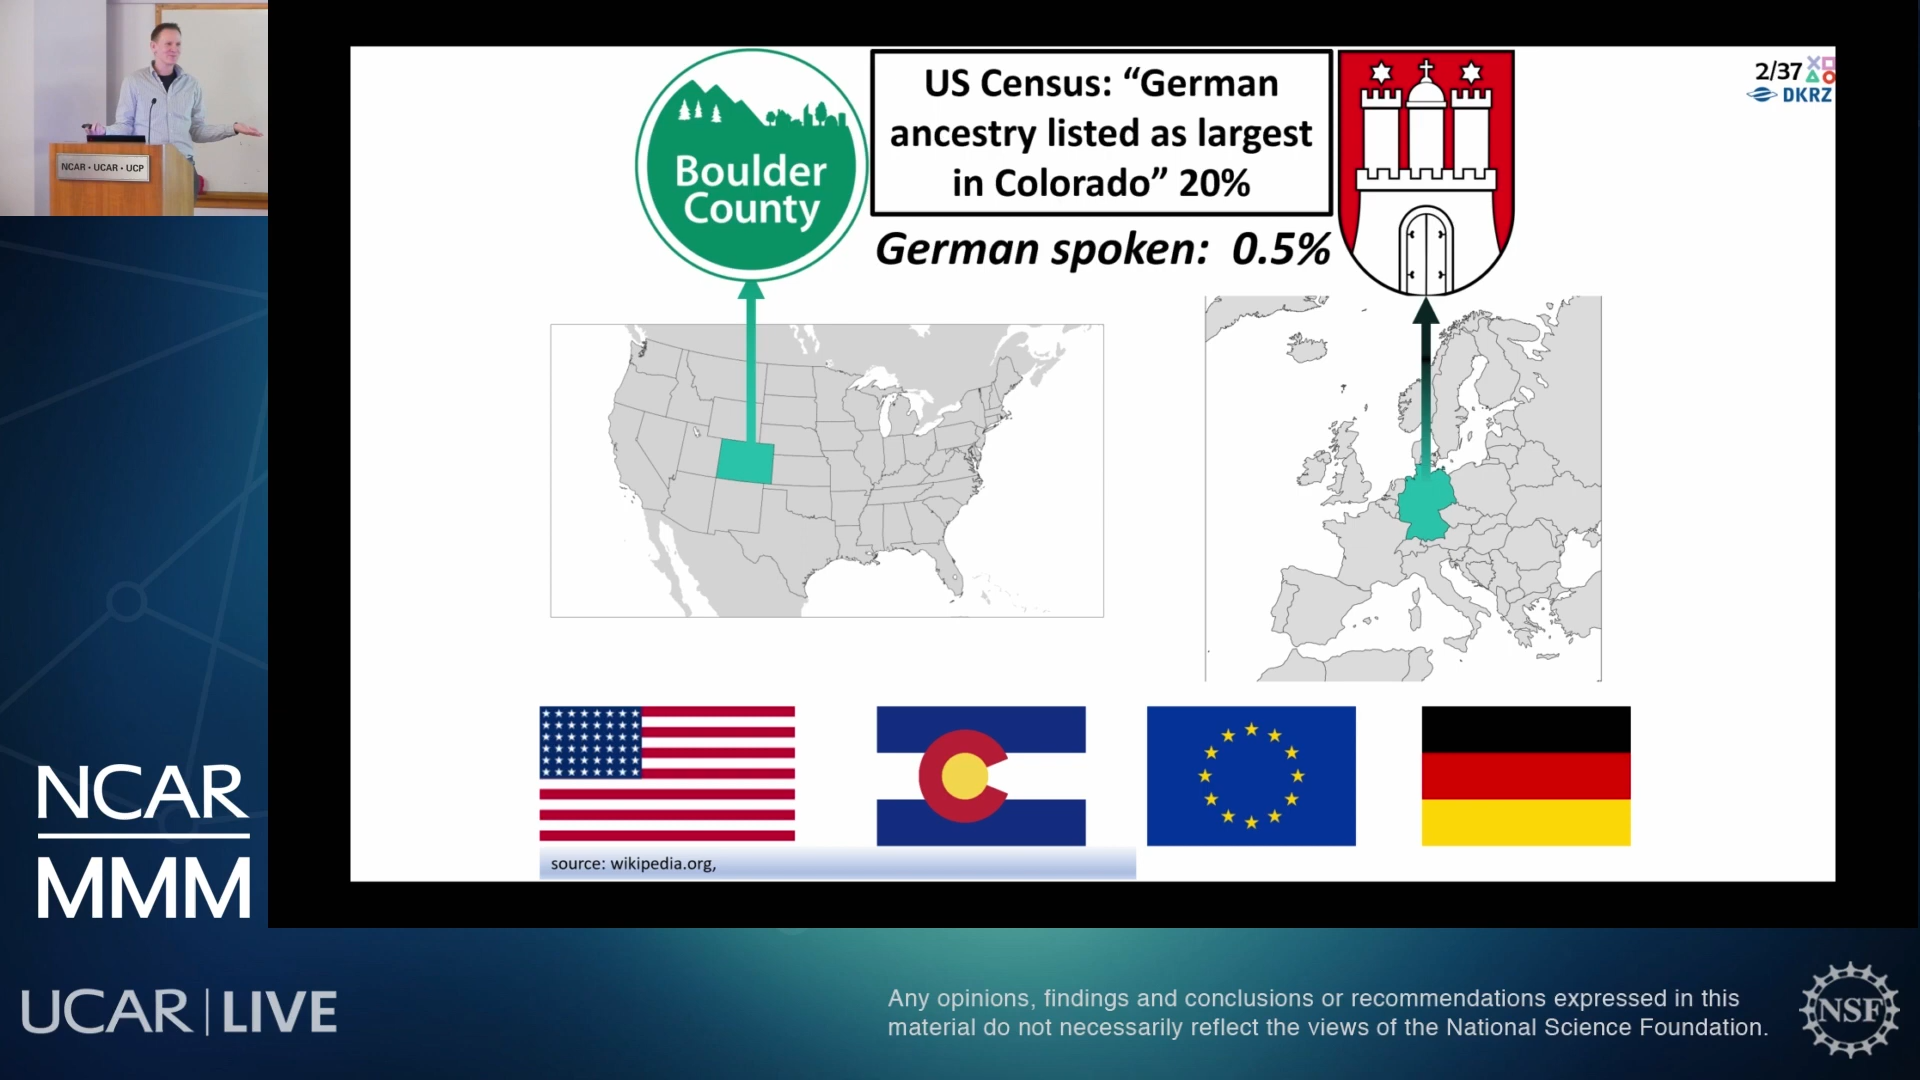 NCAR • UCAR • UCP
Boulder
County
US Census: “German
ancestry listed as largest
in Colorado” 20%
German spoken: 0.5%
2/37
DKRZ
source: wikipedia.org,
NCAR
MMM
UCAR | LIVE
Any opinions, findings and conclusions or recommendations expressed in this
material do not necessarily reflect the views of the National Science Foundation.
NSF